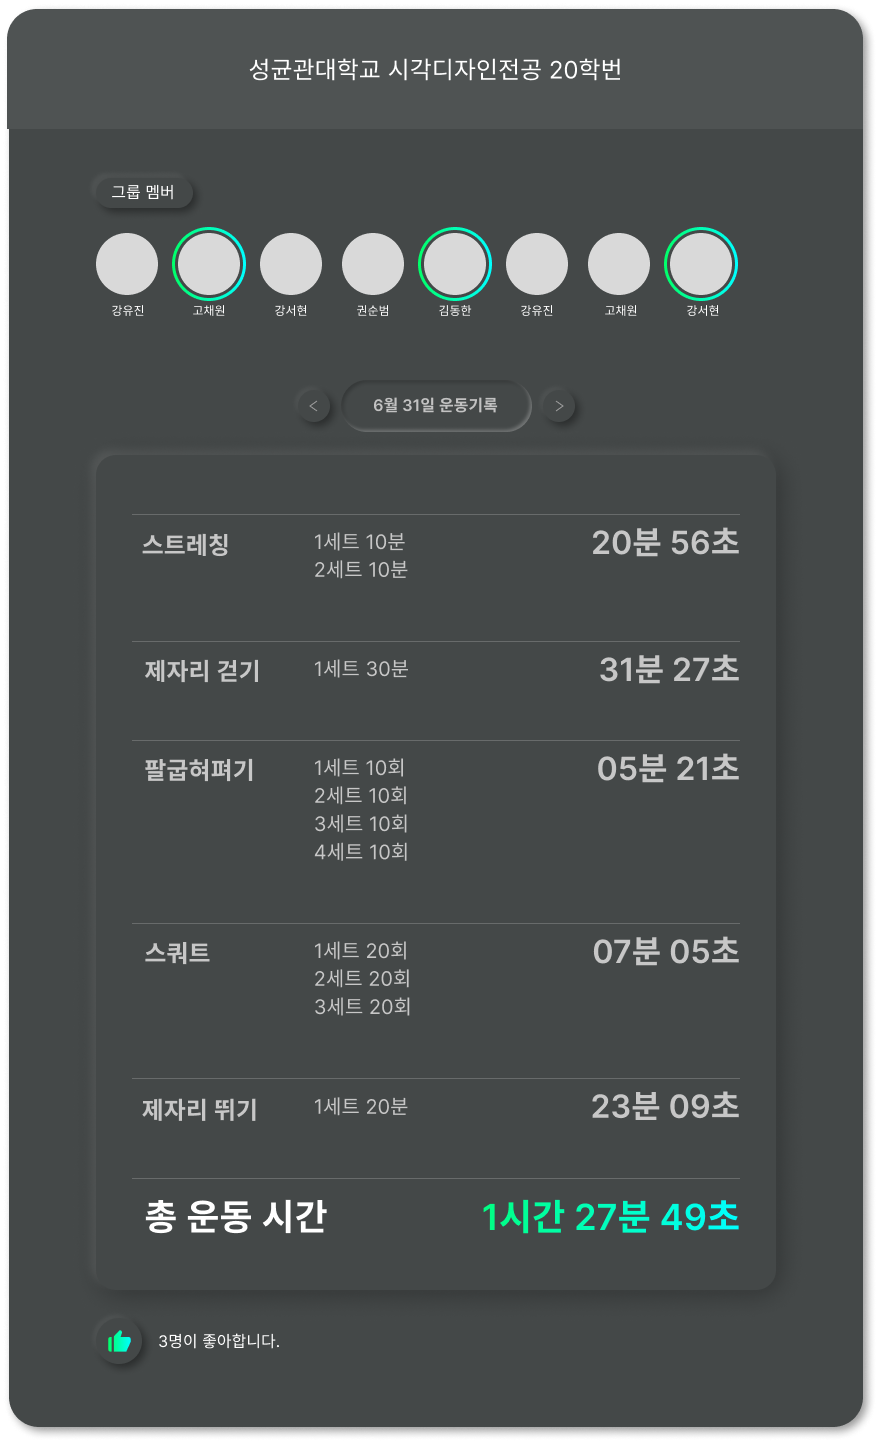 성균관대학교 시각디자인전공 20학번
그룹 멤버
강유진 고채원 강서현 권순범 김동한 강유진 고채원 강서현
< 6월 31일 운동기록 >
스트레칭 1세트 10분 20분 56초
2세트 10분
제자리 걷기 1세트 30분 31분 27초
팔굽혀펴기 1세트 10회 05분 21초
2세트 10회
3세트 10회
4세트 10회
스쿼트 1세트 20회 07분 05초
2세트 20회
3세트 20회
제자리 뛰기 1세트 20분 23분 09초
총 운동 시간 1시간 27분 49초
3명이 좋아합니다.